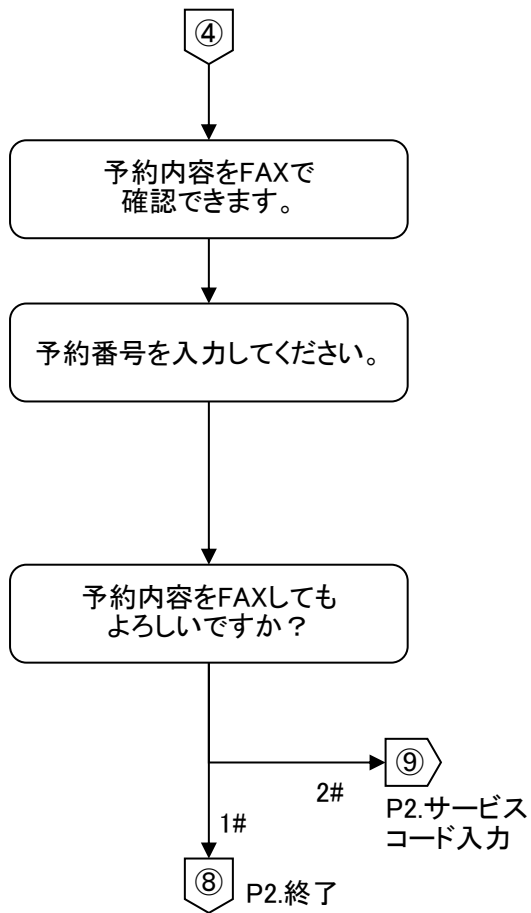 ④
予約内容をFAXで
確認できます。
予約番号を入力してください。
予約内容をFAXしても
よろしいですか？
⑨
2#
P2.サービス
コード入力
1#
⑧
P2.終了